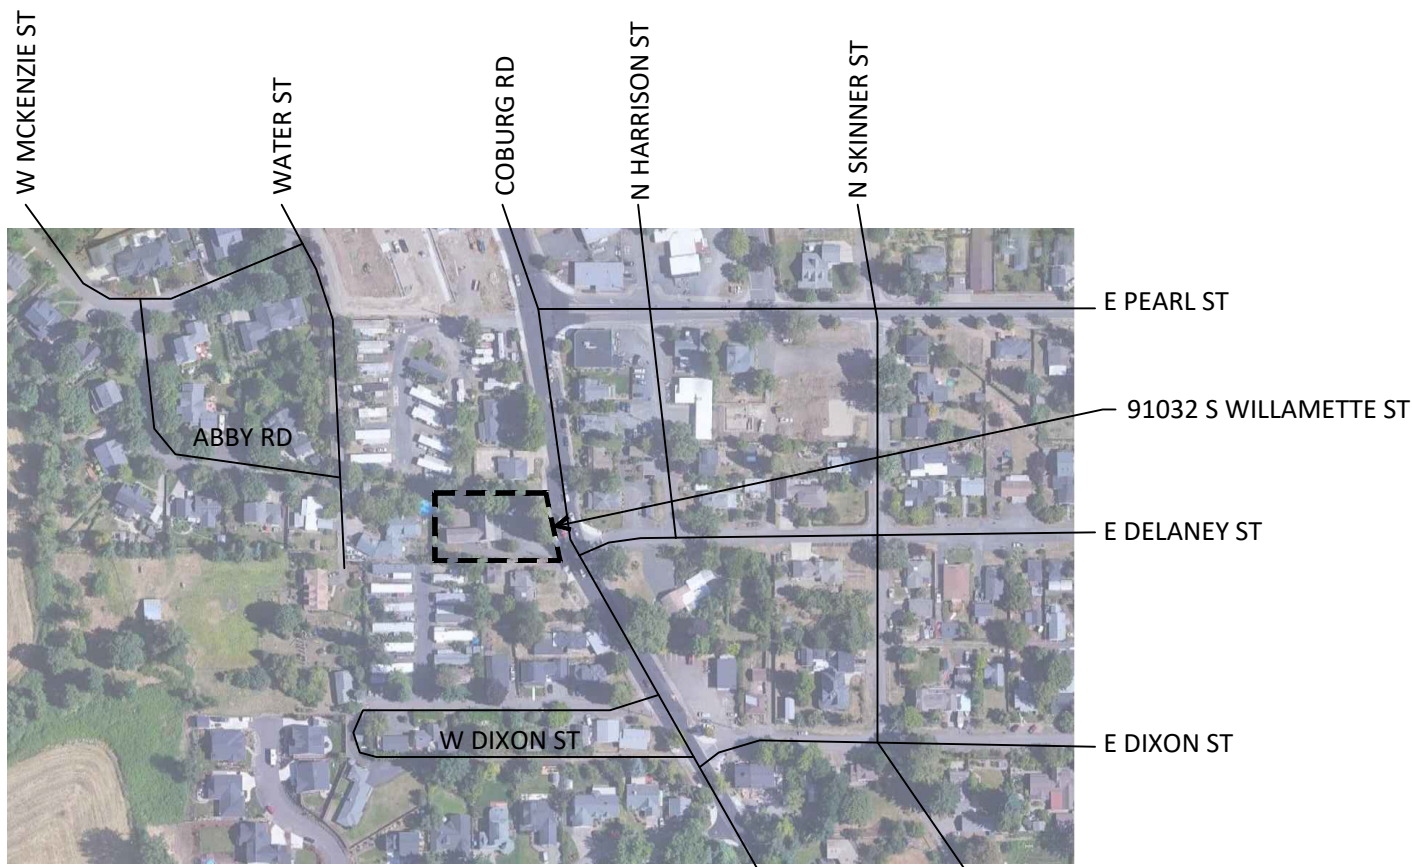 W MCKENZIE ST
WATER ST
COBURG RD
N HARRISON ST
N SKINNER ST
E PEARL ST
91032 S WILLAMETTE ST
ABBY RD
E DELANEY ST
W DIXON ST
E DIXON ST